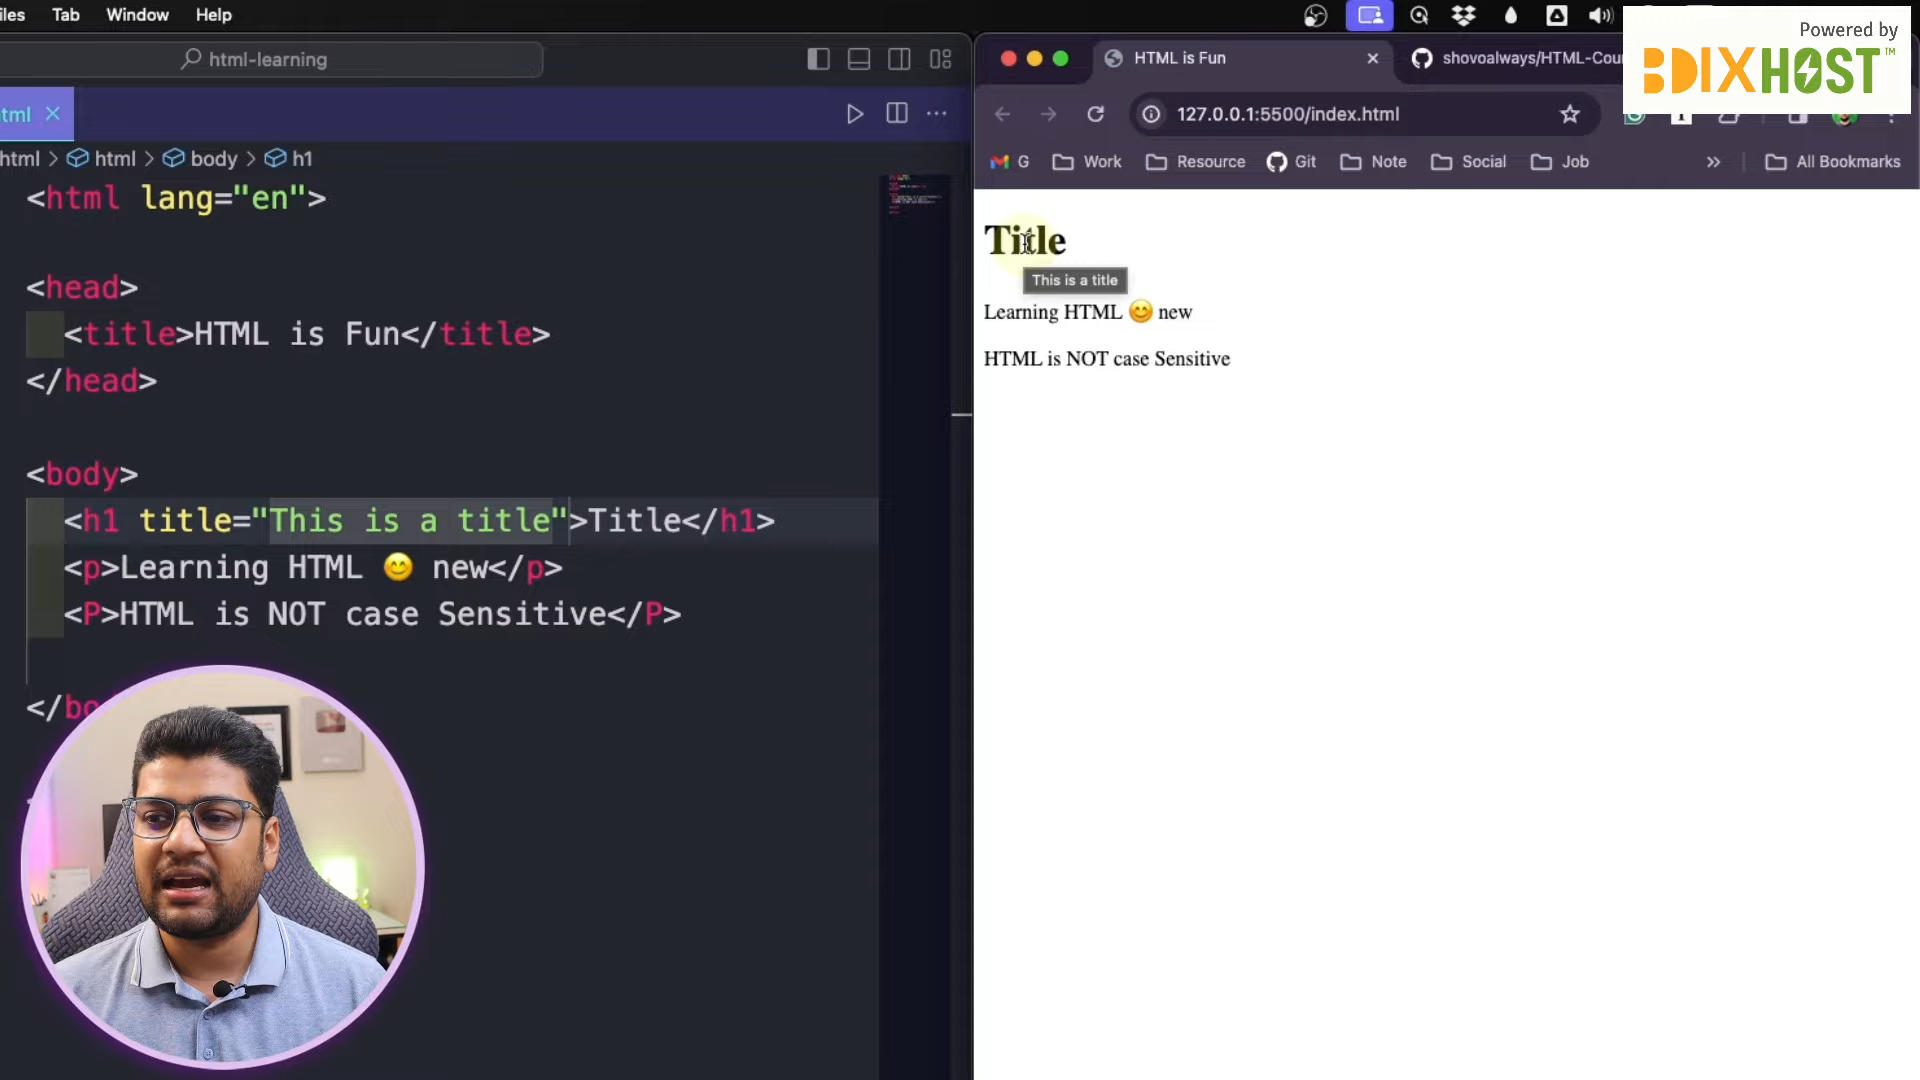 Tab Window Help
html-learning
HTML is Fun
shovoalways/HTML-Cou
Powered by
BDIXHOST™
127.0.0.1:5500/index.html
G Work Resource Git Note Social Job » All Bookmarks
html > html > body > h1
<html lang="en">
<head>
<title>HTML is Fun</title>
</head>
<body>
<h1 title="This is a title">Title</h1>
<p>Learning HTML 😊 new</p>
<P>HTML is NOT case Sensitive</P>
</bo
Title
This is a title
Learning HTML 😊 new
HTML is NOT case Sensitive